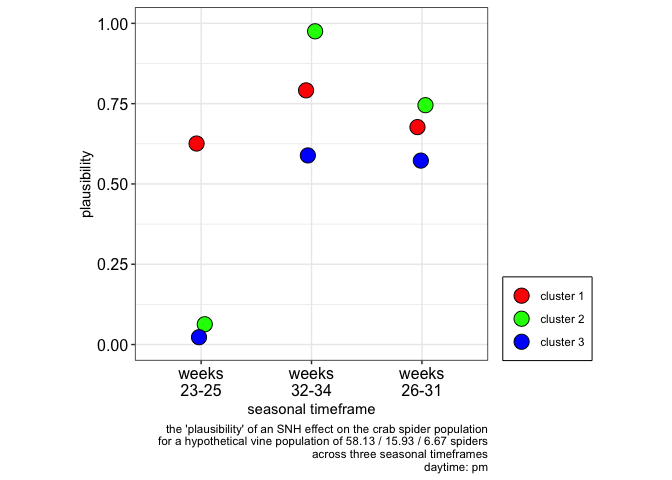 1.00
0.75
0.50
0.25
0.00
plausibility
weeks
23-25
weeks
32-34
weeks
26-31
seasonal timeframe
cluster 1
cluster 2
cluster 3
the 'plausibility' of an SNH effect on the crab spider population
for a hypothetical vine population of 58.13 / 15.93 / 6.67 spiders
across three seasonal timeframes
daytime: pm